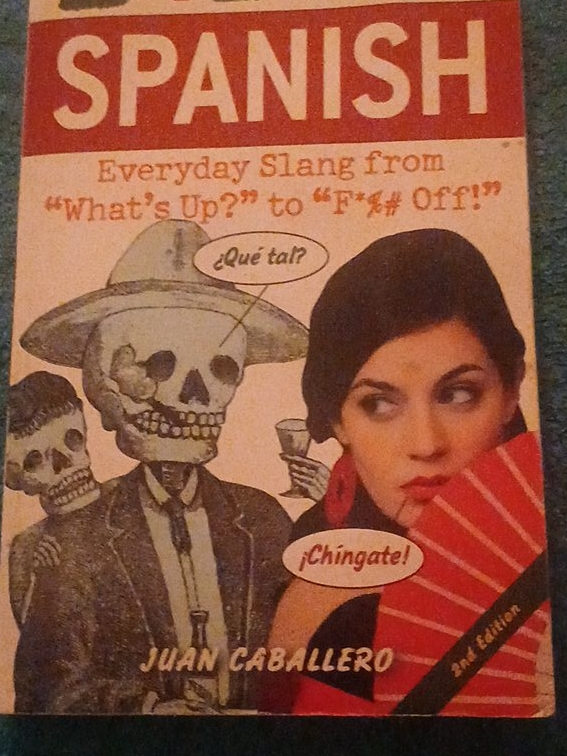 SPANISH
Everyday Slang from
"What's Up?" to "F*%# Off!"
¿Qué tal?
¡Chíngate!
JUAN CABALLERO
2nd Edition